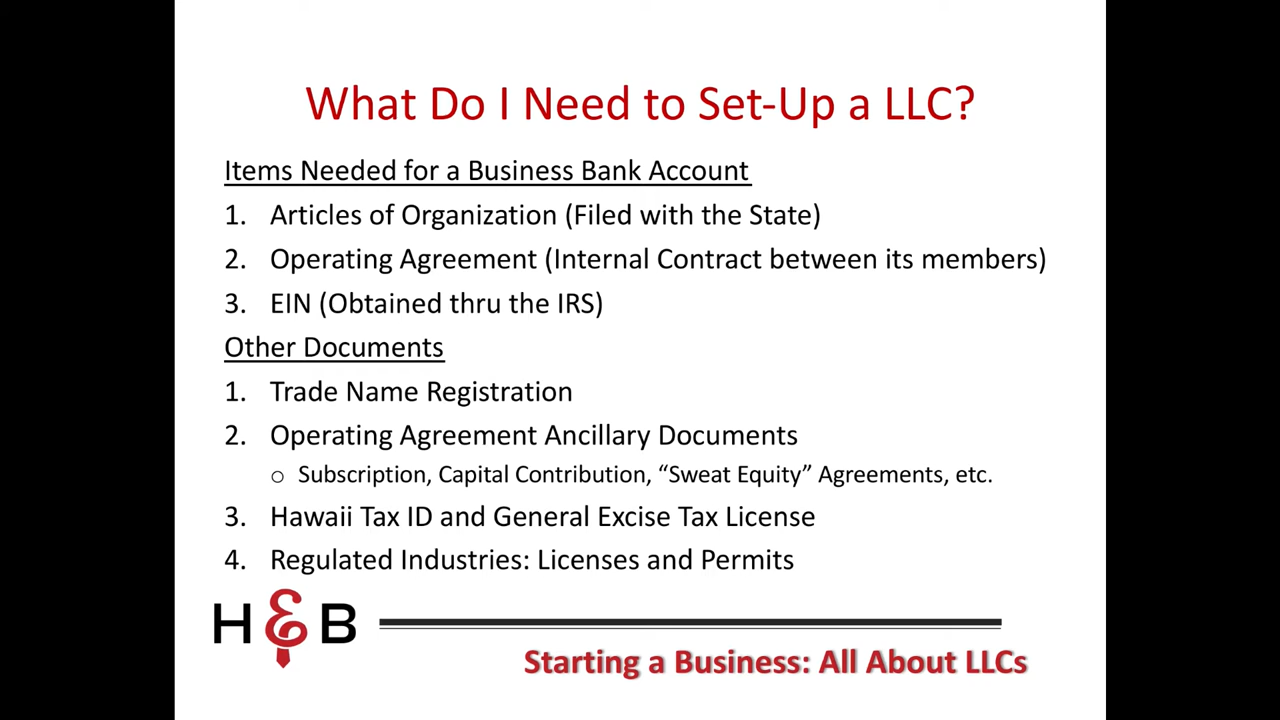 What Do I Need to Set-Up a LLC?
Items Needed for a Business Bank Account
1. Articles of Organization (Filed with the State)
2. Operating Agreement (Internal Contract between its members)
3. EIN (Obtained thru the IRS)
Other Documents
1. Trade Name Registration
2. Operating Agreement Ancillary Documents
o Subscription, Capital Contribution, “Sweat Equity” Agreements, etc.
3. Hawaii Tax ID and General Excise Tax License
4. Regulated Industries: Licenses and Permits
H & B
Starting a Business: All About LLCs